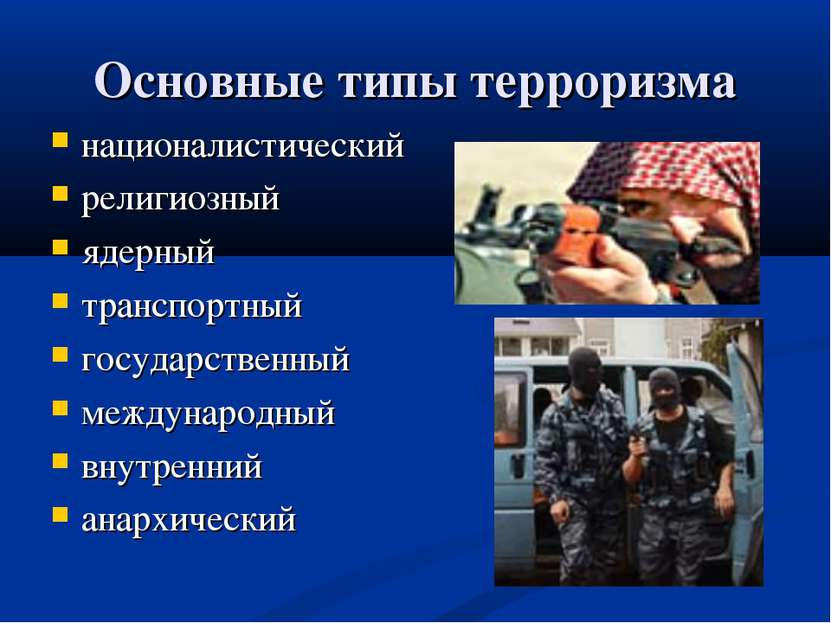 Основные типы терроризма
националистический
религиозный
ядерный
транспортный
государственный
международный
внутренний
анархический